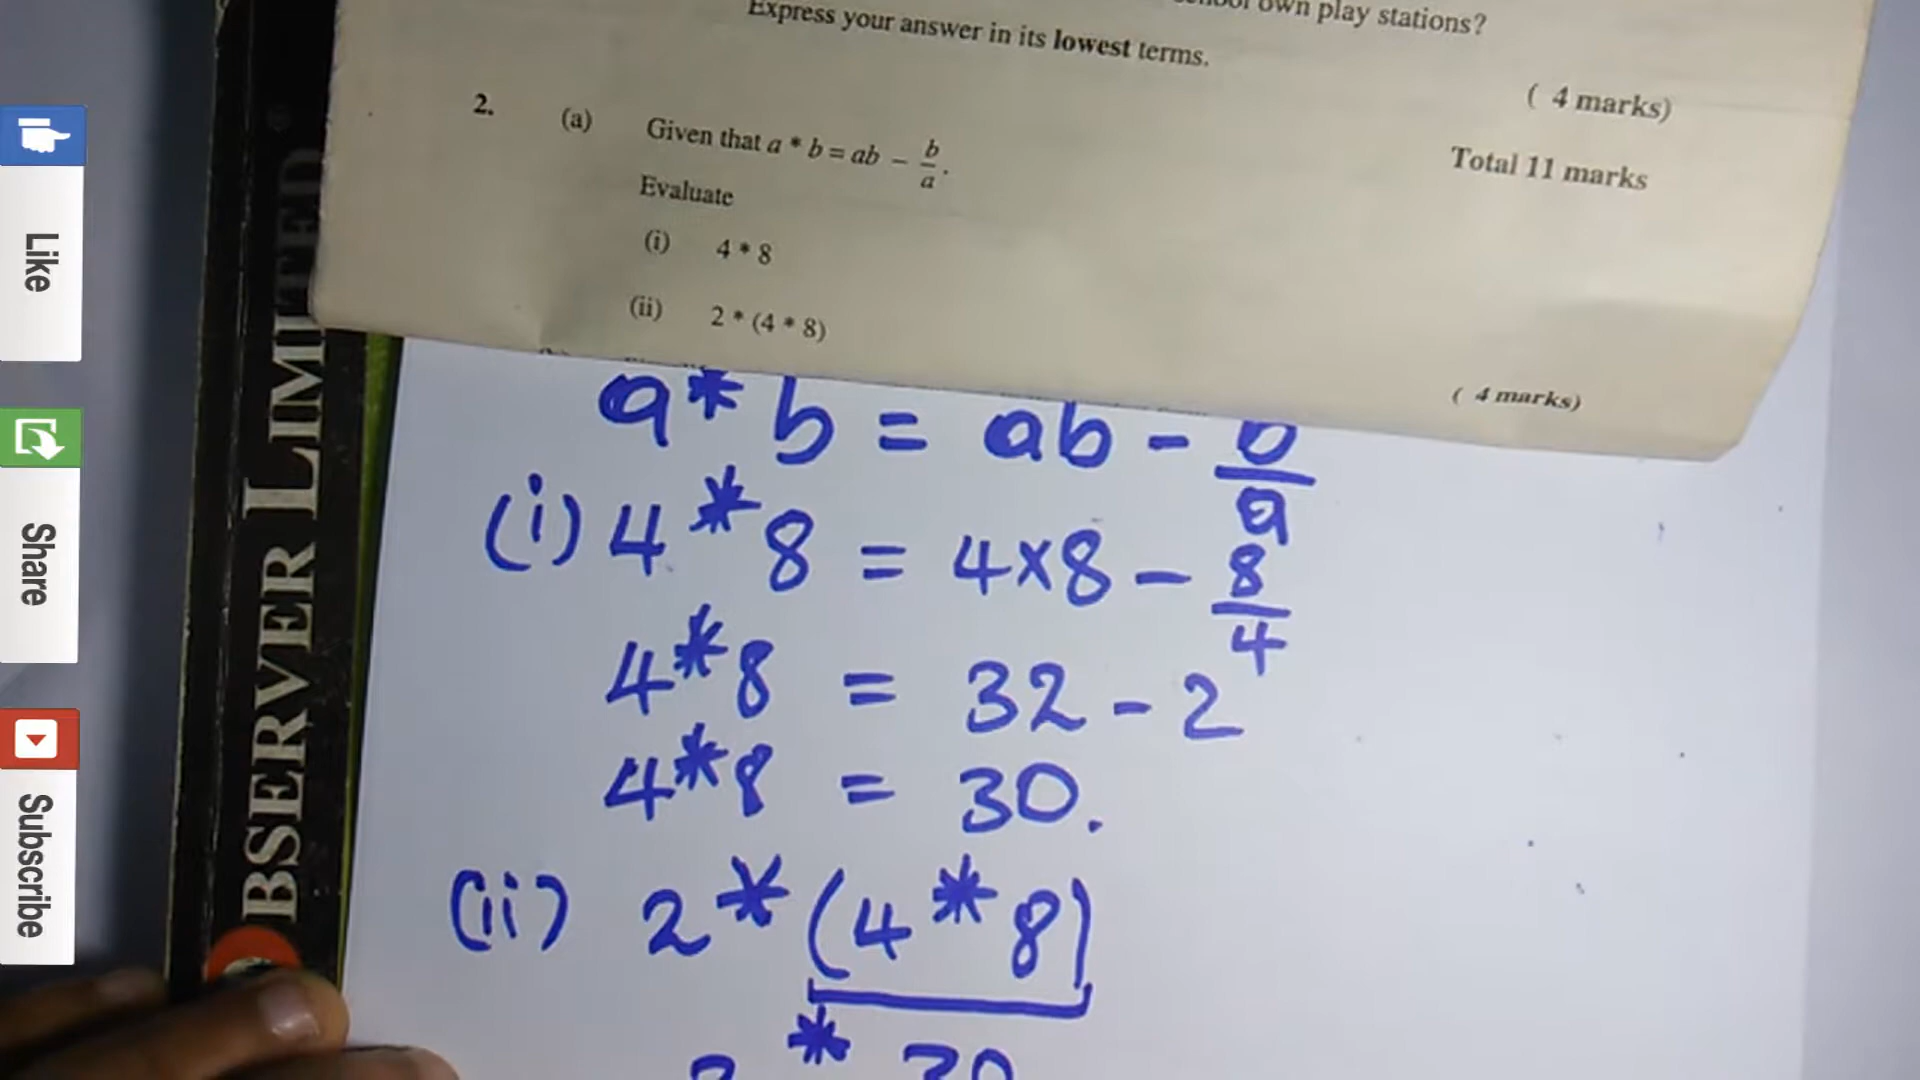 own play stations?
Express your answer in its lowest terms.
( 4 marks)
Total 11 marks
2. (a) Given that a * b = ab - b/a.
Evaluate
(i) 4 * 8
(ii) 2 * (4 * 8)
( 4 marks)
a * b = ab - b/a
(i) 4 * 8 = 4 × 8 - 8/4
4 * 8 = 32 - 2
4 * 8 = 30.
(ii) 2 * (4 * 8)
2 * 30
BSERVER LIMITED
Like
Share
Subscribe